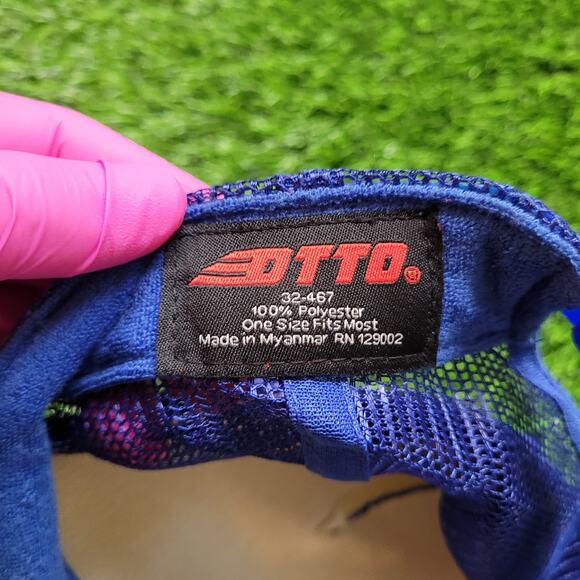 OTTO®
32-467
100% Polyester
One Size Fits Most
Made in Myanmar RN 129002